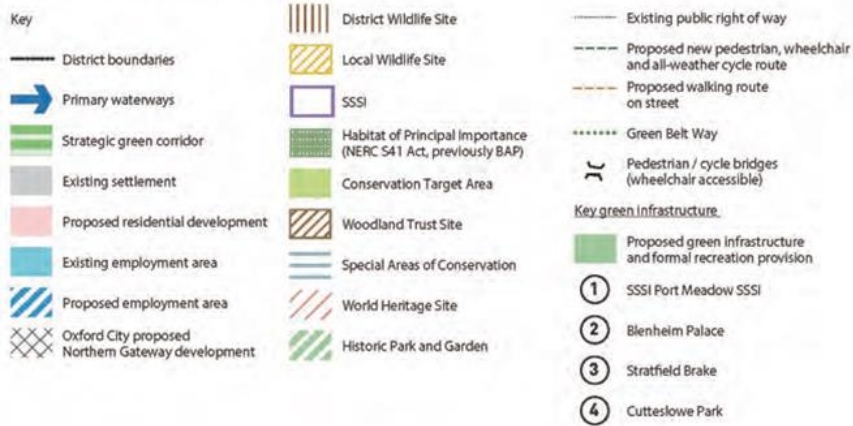 Key
District boundaries
Primary waterways
Strategic green corridor
Existing settlement
Proposed residential development
Existing employment area
Proposed employment area
Oxford City proposed
Northern Gateway development
District Wildlife Site
Local Wildlife Site
SSSI
Habitat of Principal Importance
(NERC S41 Act, previously BAP)
Conservation Target Area
Woodland Trust Site
Special Areas of Conservation
World Heritage Site
Historic Park and Garden
Existing public right of way
Proposed new pedestrian, wheelchair
and all-weather cycle route
Proposed walking route
on street
Green Belt Way
Pedestrian / cycle bridges
(wheelchair accessible)
Key green infrastructure
Proposed green infrastructure
and formal recreation provision
1 SSSI Port Meadow SSSI
2 Blenheim Palace
3 Stratfield Brake
4 Cutteslowe Park